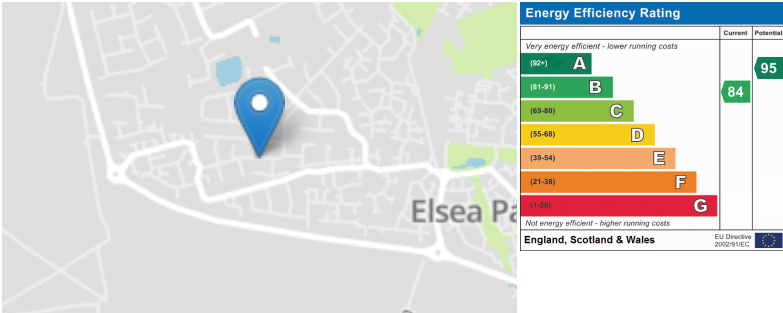 Elsea Pa
Energy Efficiency Rating
Current Potential
Very energy efficient - lower running costs
(92+) A
(81-91) B
(69-80) C
(55-68) D
(39-54) E
(21-38) F
(1-20) G
84
95
Not energy efficient - higher running costs
England, Scotland & Wales
EU Directive
2002/91/EC